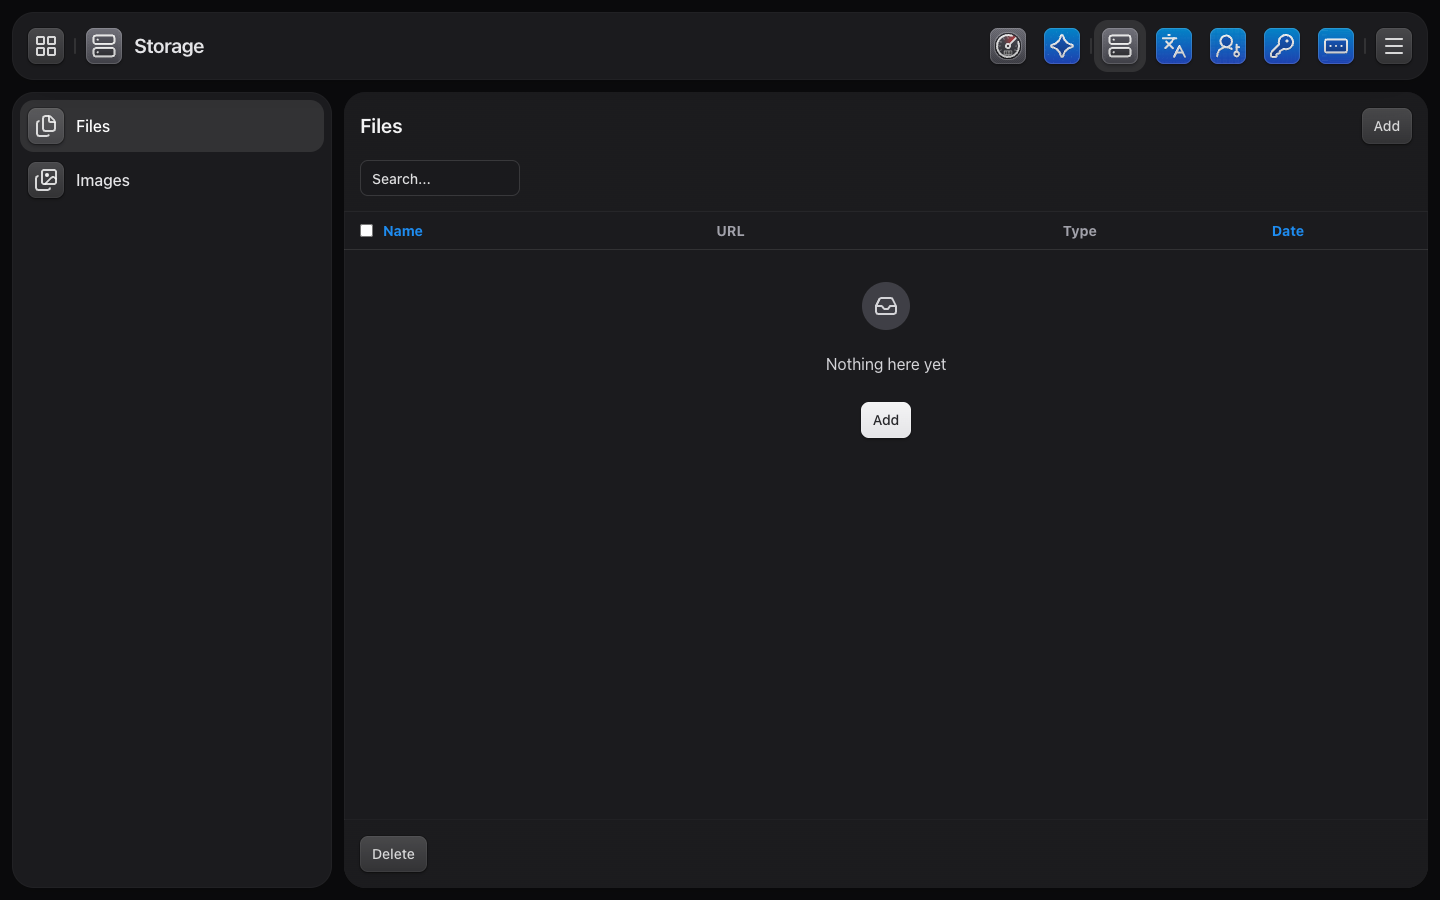 Storage
Files
Images
Files
Add
Search...
Name URL Type Date
Nothing here yet
Add
Delete